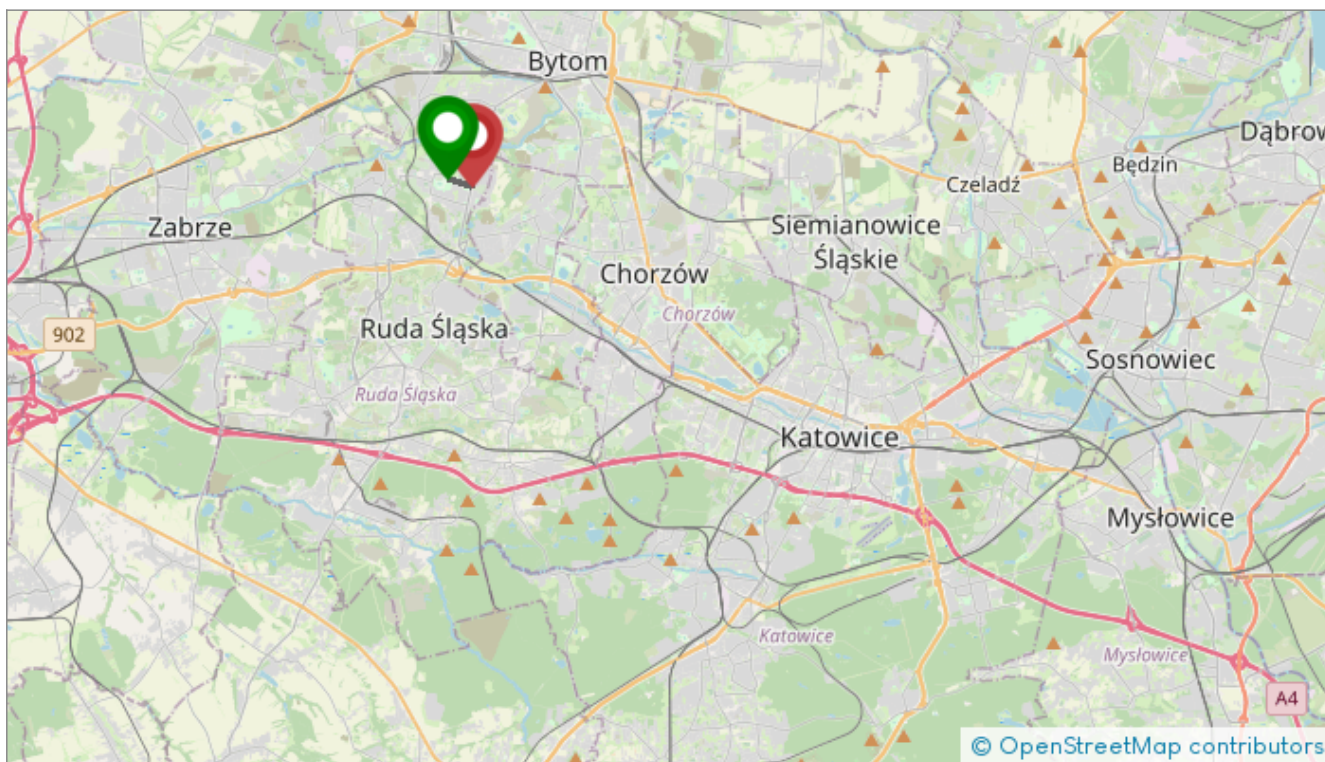 Bytom
Dąbrow
Będzin
Czeladź
Zabrze
Siemianowice
Śląskie
Chorzów
Chorzów
902
Ruda Śląska
Sosnowiec
Ruda Śląska
Katowice
Mysłowice
Katowice
Mysłowice
A4
© OpenStreetMap contributors